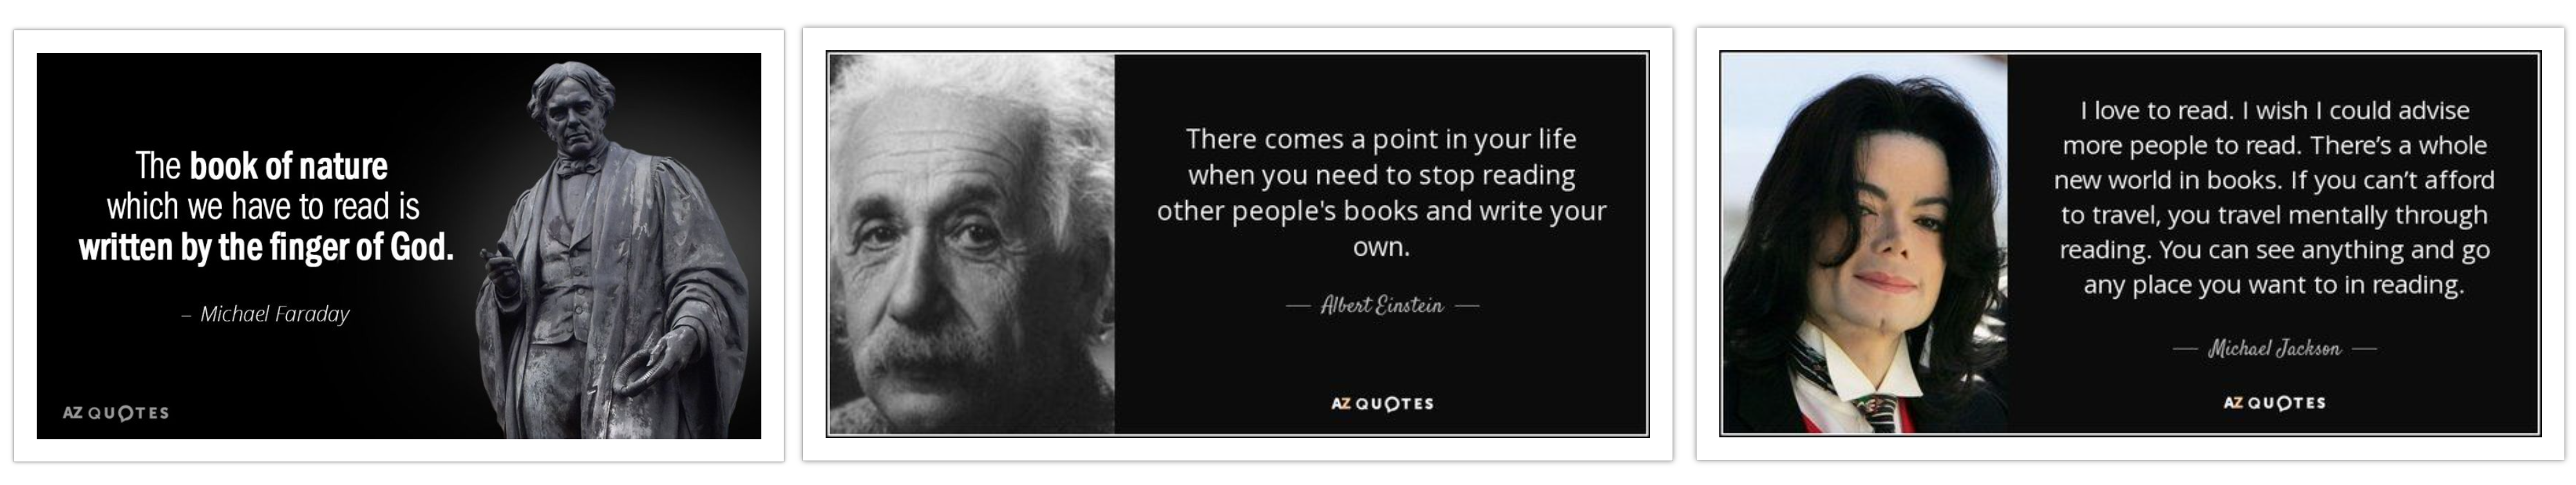 The book of nature
which we have to read is
written by the finger of God.
– Michael Faraday
AZ QUOTES
There comes a point in your life
when you need to stop reading
other people's books and write your
own.
— Albert Einstein —
AZ QUOTES
I love to read. I wish I could advise
more people to read. There’s a whole
new world in books. If you can’t afford
to travel, you travel mentally through
reading. You can see anything and go
any place you want to in reading.
— Michael Jackson —
AZ QUOTES